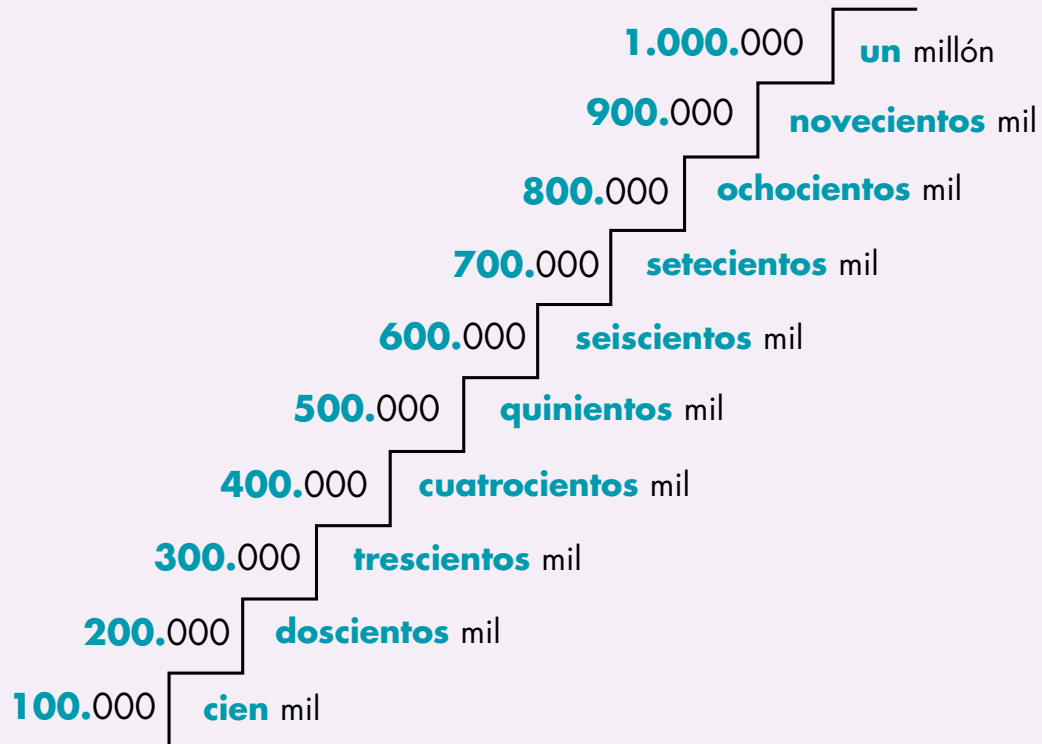 1.000.000 un millón
900.000 novecientos mil
800.000 ochocientos mil
700.000 setecientos mil
600.000 seiscientos mil
500.000 quinientos mil
400.000 cuatrocientos mil
300.000 trescientos mil
200.000 doscientos mil
100.000 cien mil